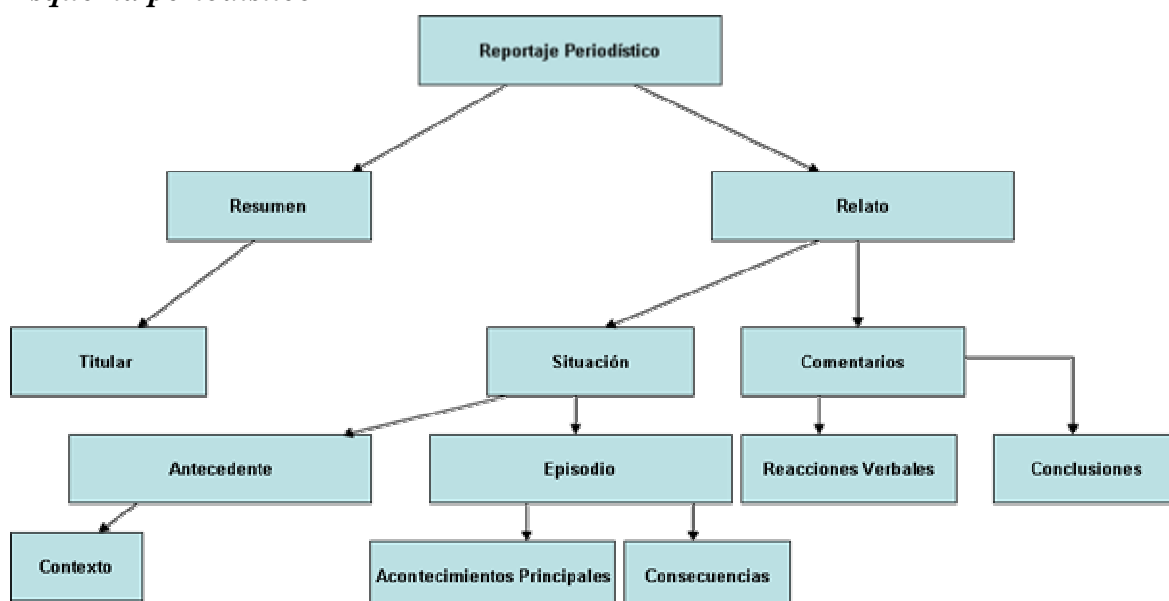 Reportaje Periodístico
Resumen
Relato
Titular
Situación
Comentarios
Antecedente
Episodio
Reacciones Verbales
Conclusiones
Contexto
Acontecimientos Principales
Consecuencias